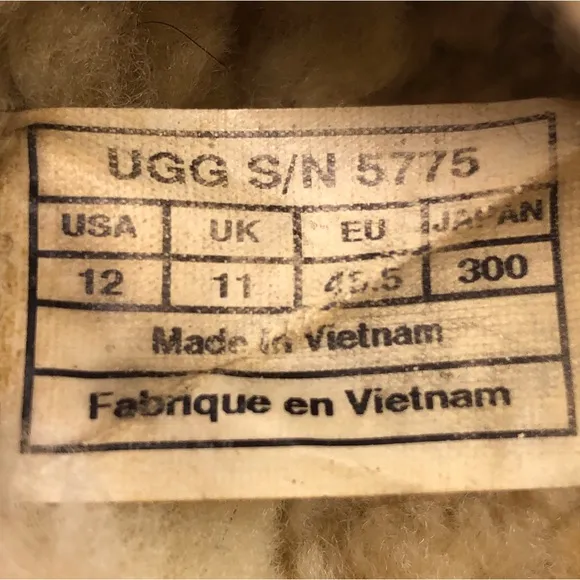 UGG S/N 5775
USA UK EU JAPAN
12 11 45.5 300
Made in Vietnam
Fabrique en Vietnam